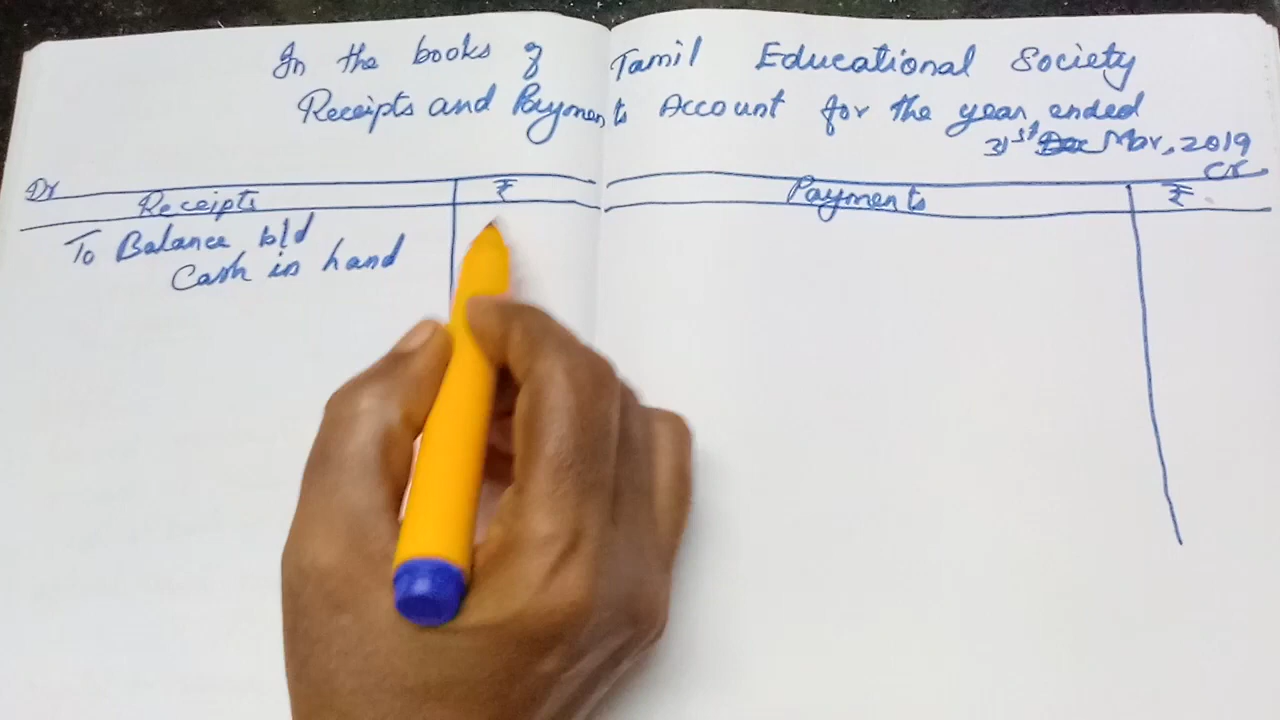 In the books of Tamil Educational Society
Receipts and Payments Account for the year ended
31st Mar, 2019
Dr Cr
Receipts ₹ Payments ₹
To Balance b/d
Cash in hand